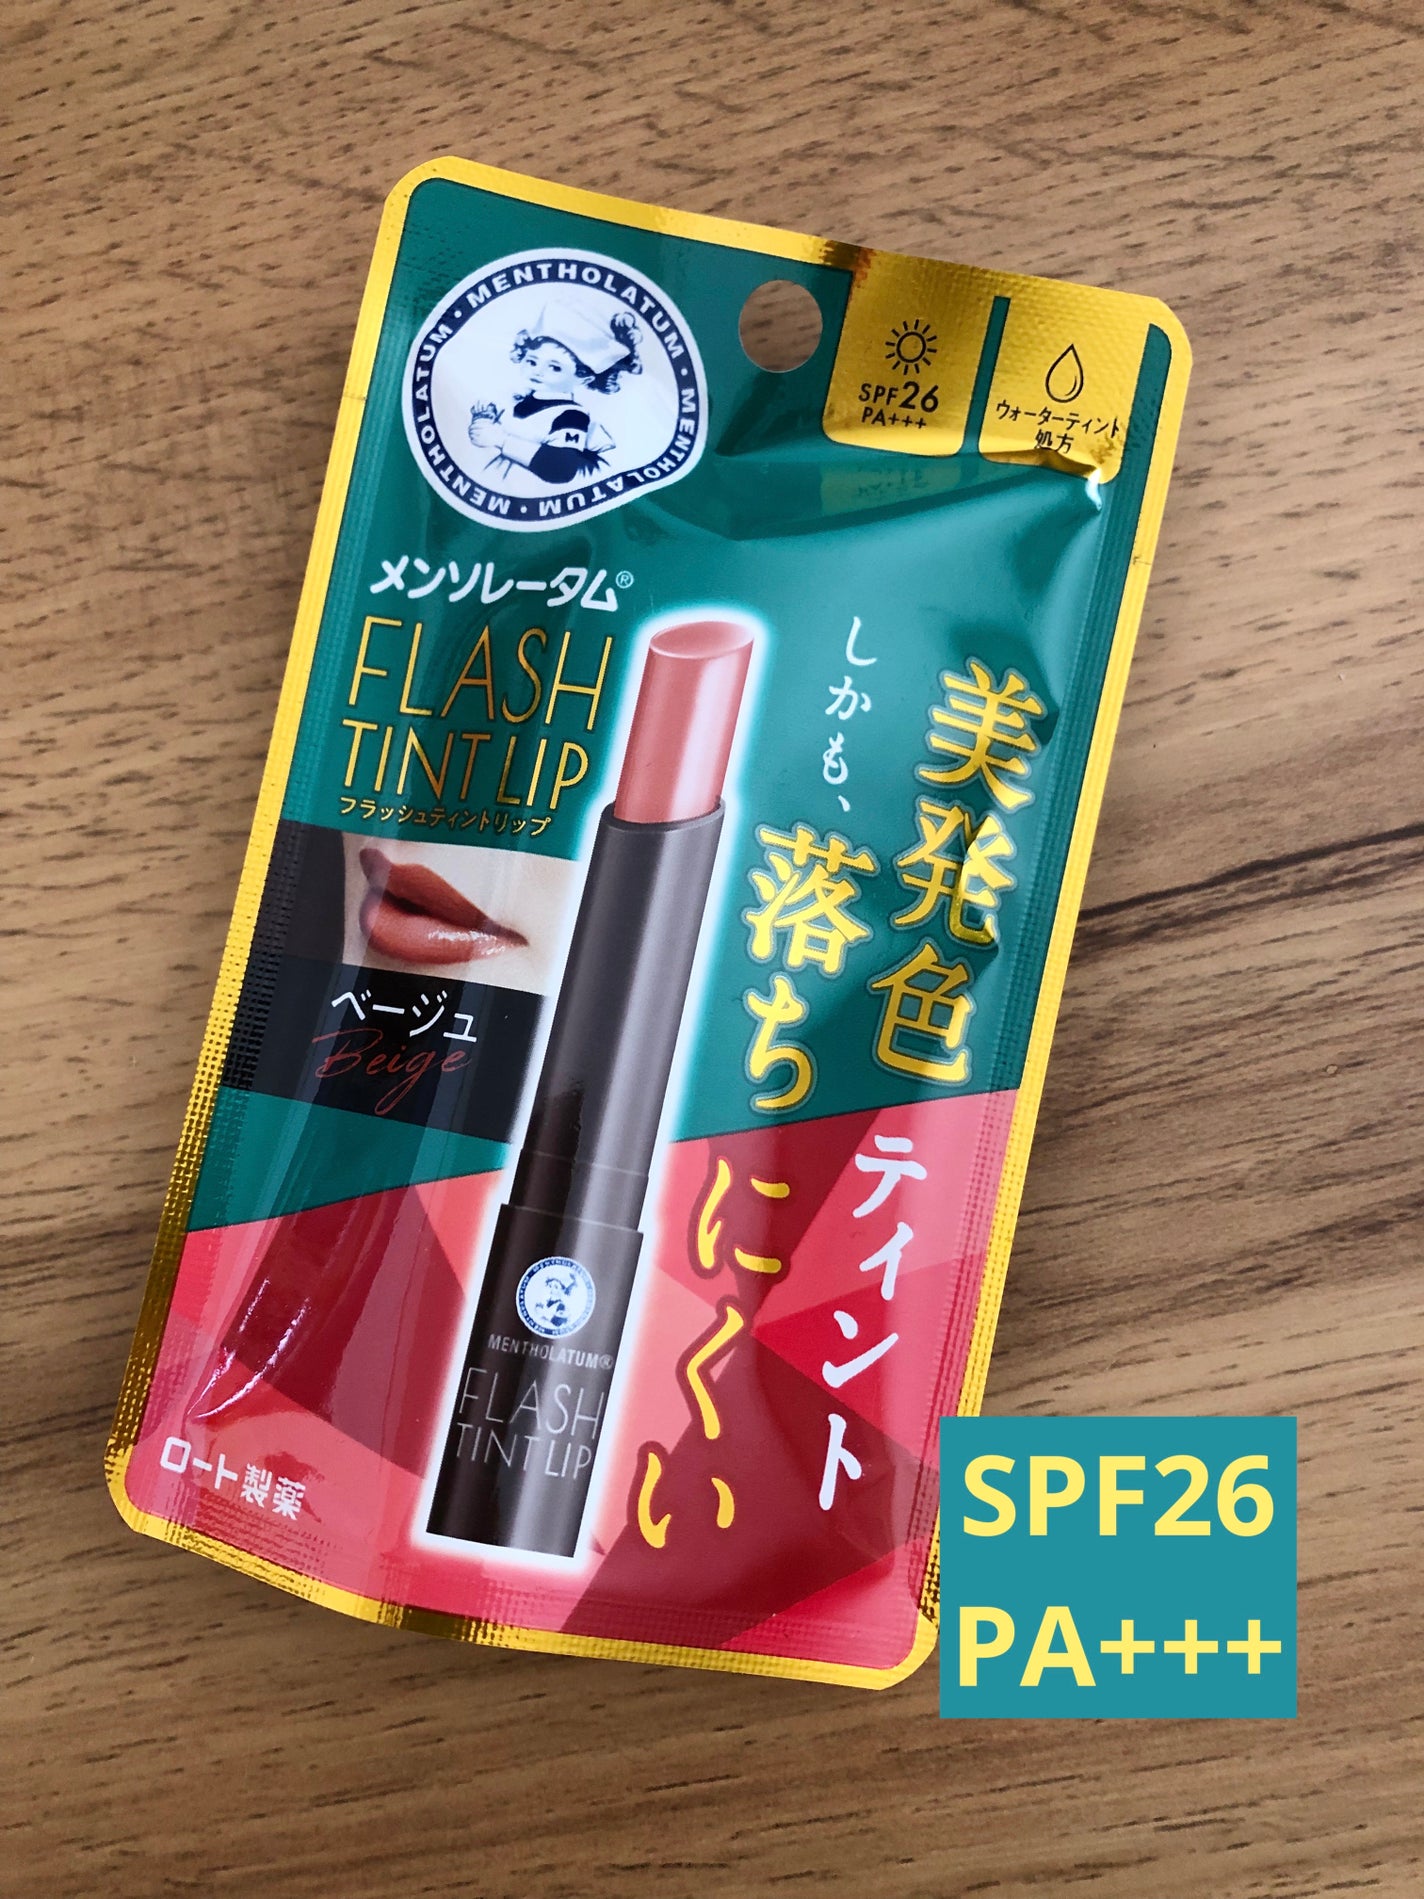 MENTHOLATUM・MENTHOLATUM・MENTHOLATUM・MENTHOLATUM・
M
SPF26
PA+++
ウォーターティント
処方
メンソレータム®
FLASH
TINT LIP
フラッシュティントリップ
ベージュ
Beige
美発色ティント
しかも、落ちにくい
MENTHOLATUM®
FLASH
TINT LIP
ロート製薬
SPF26
PA+++